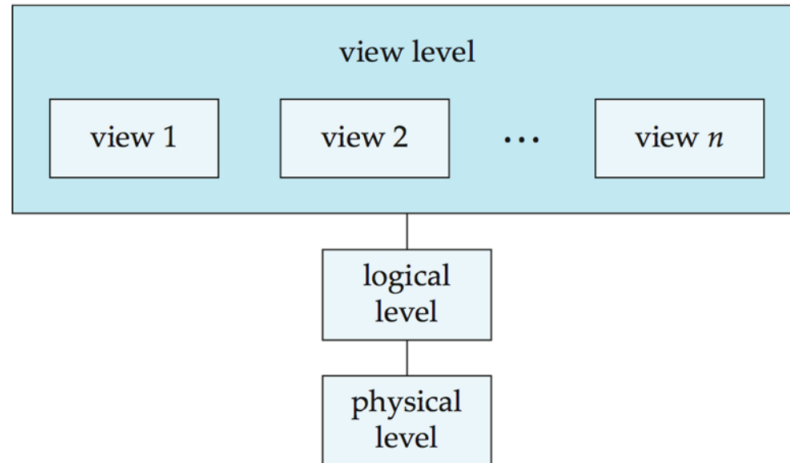 view level
view 1
view 2
...
view n
logical
level
physical
level